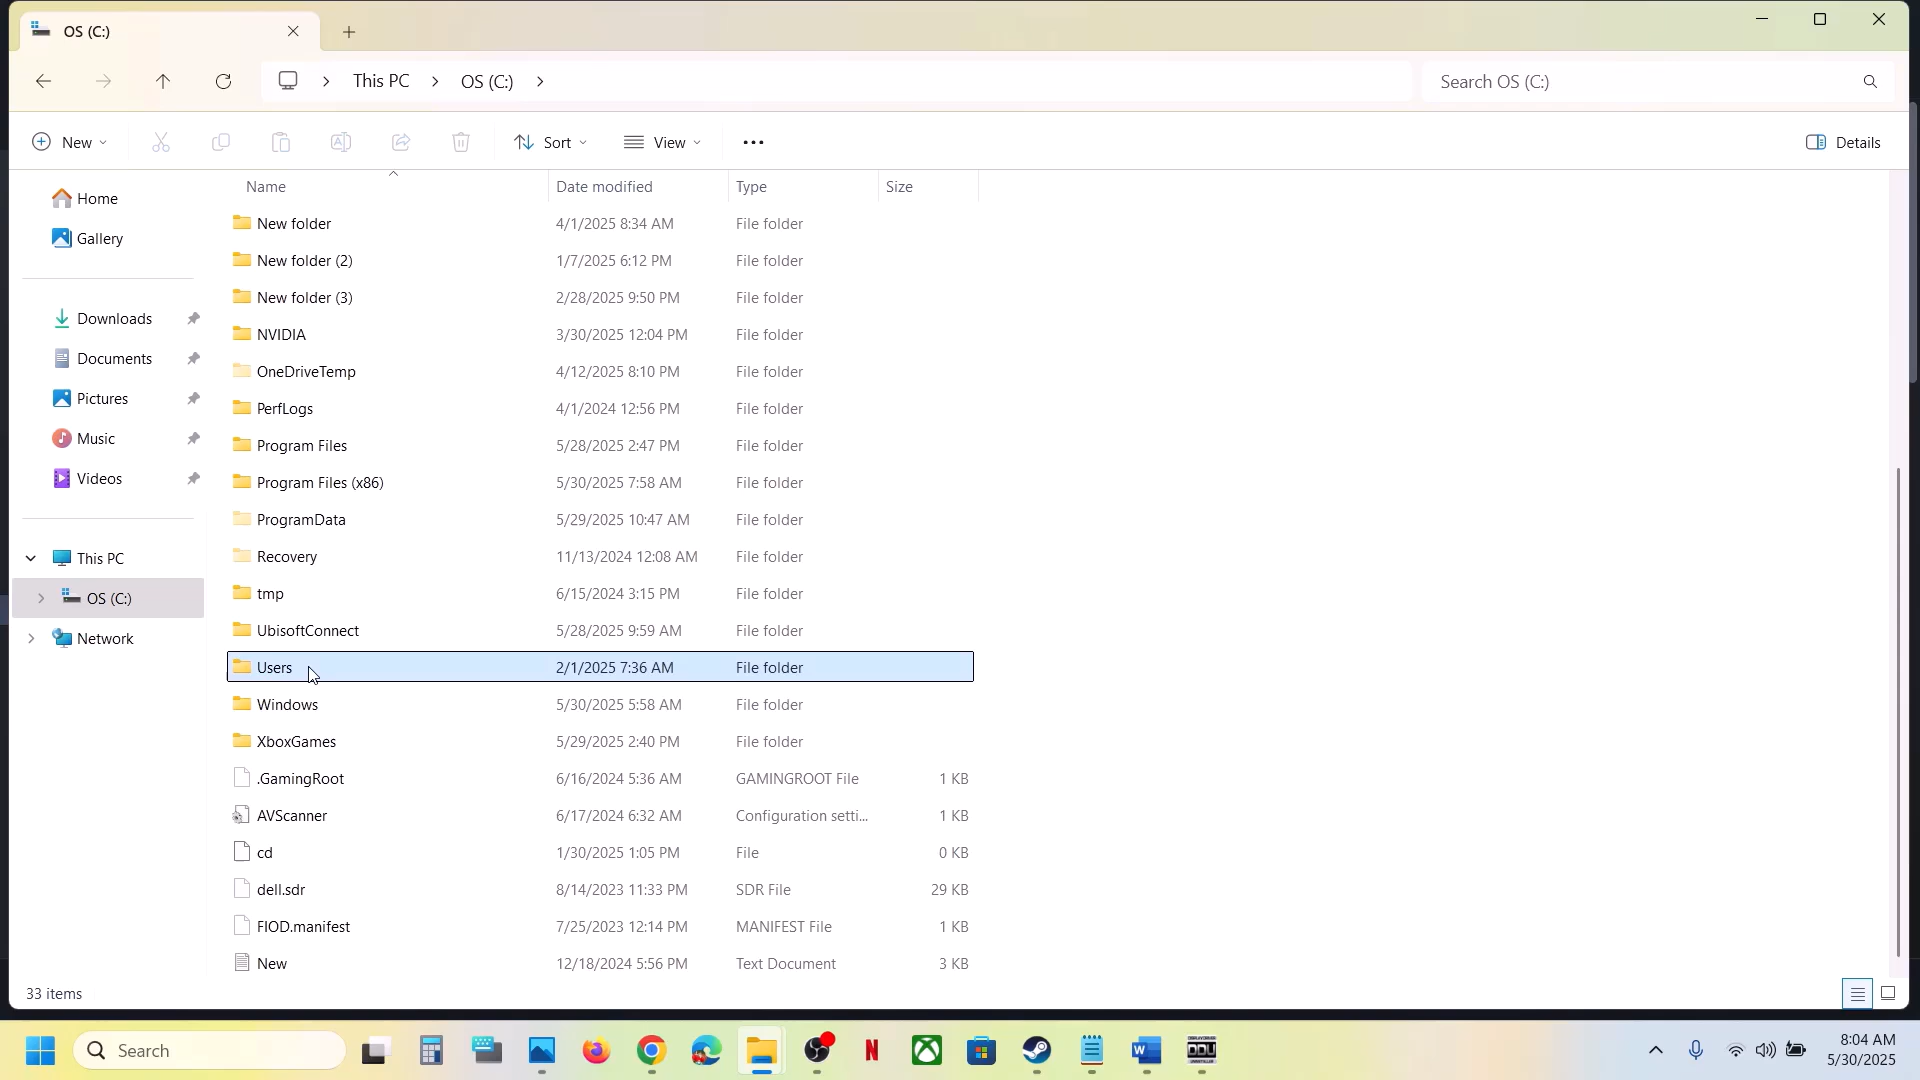 OS (C:)
This PC > OS (C:) >
Search OS (C:)
New
Sort
View
Details
Name Date modified Type Size
Home
Gallery
Downloads
Documents
Pictures
Music
Videos
This PC
OS (C:)
Network
New folder 4/1/2025 8:34 AM File folder
New folder (2) 1/7/2025 6:12 PM File folder
New folder (3) 2/28/2025 9:50 PM File folder
NVIDIA 3/30/2025 12:04 PM File folder
OneDriveTemp 4/12/2025 8:10 PM File folder
PerfLogs 4/1/2024 12:56 PM File folder
Program Files 5/28/2025 2:47 PM File folder
Program Files (x86) 5/30/2025 7:58 AM File folder
ProgramData 5/29/2025 10:47 AM File folder
Recovery 11/13/2024 12:08 AM File folder
tmp 6/15/2024 3:15 PM File folder
UbisoftConnect 5/28/2025 9:59 AM File folder
Users 2/1/2025 7:36 AM File folder
Windows 5/30/2025 5:58 AM File folder
XboxGames 5/29/2025 2:40 PM File folder
.GamingRoot 6/16/2024 5:36 AM GAMINGROOT File 1 KB
AVScanner 6/17/2024 6:32 AM Configuration setti... 1 KB
cd 1/30/2025 1:05 PM File 0 KB
dell.sdr 8/14/2023 11:33 PM SDR File 29 KB
FIOD.manifest 7/25/2023 12:14 PM MANIFEST File 1 KB
New 12/18/2024 5:56 PM Text Document 3 KB
33 items
Search
N
W
DDU
8:04 AM
5/30/2025